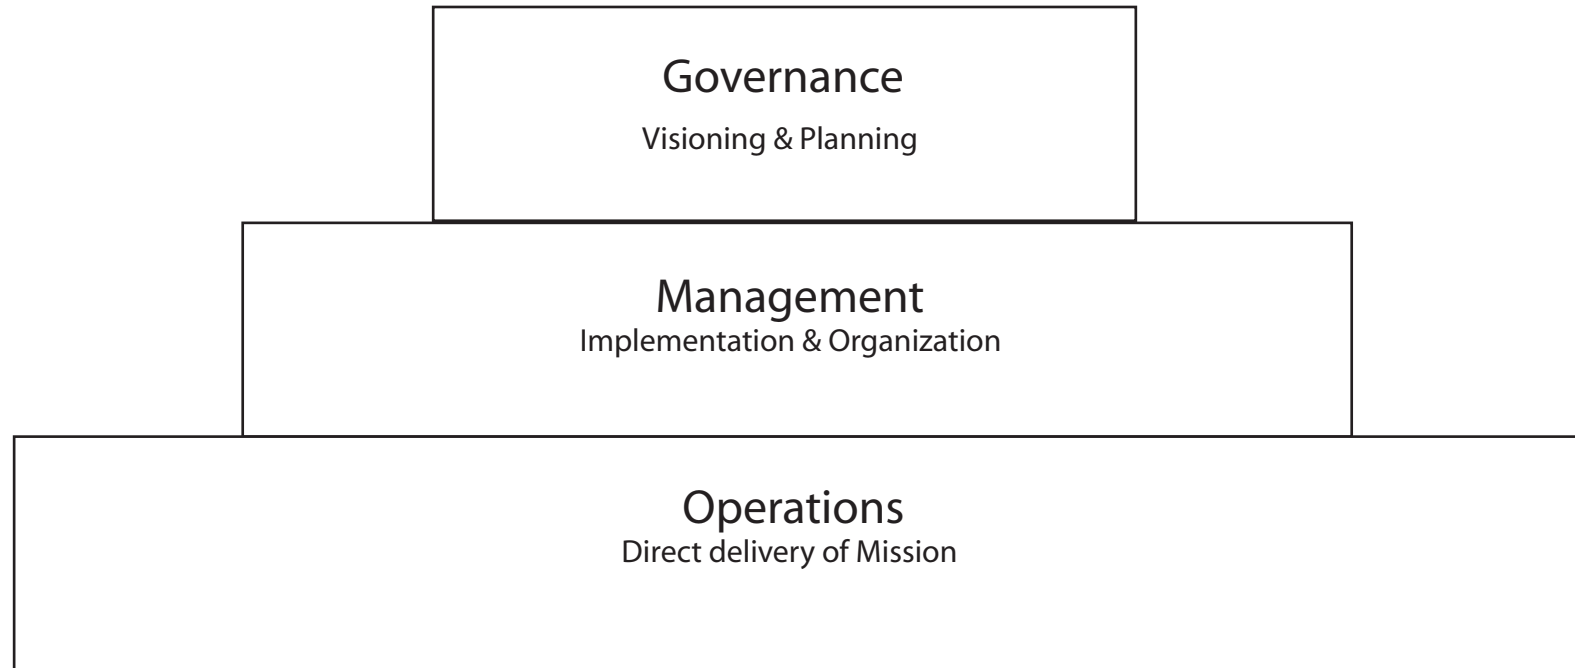 Governance
Visioning & Planning
Management
Implementation & Organization
Operations
Direct delivery of Mission